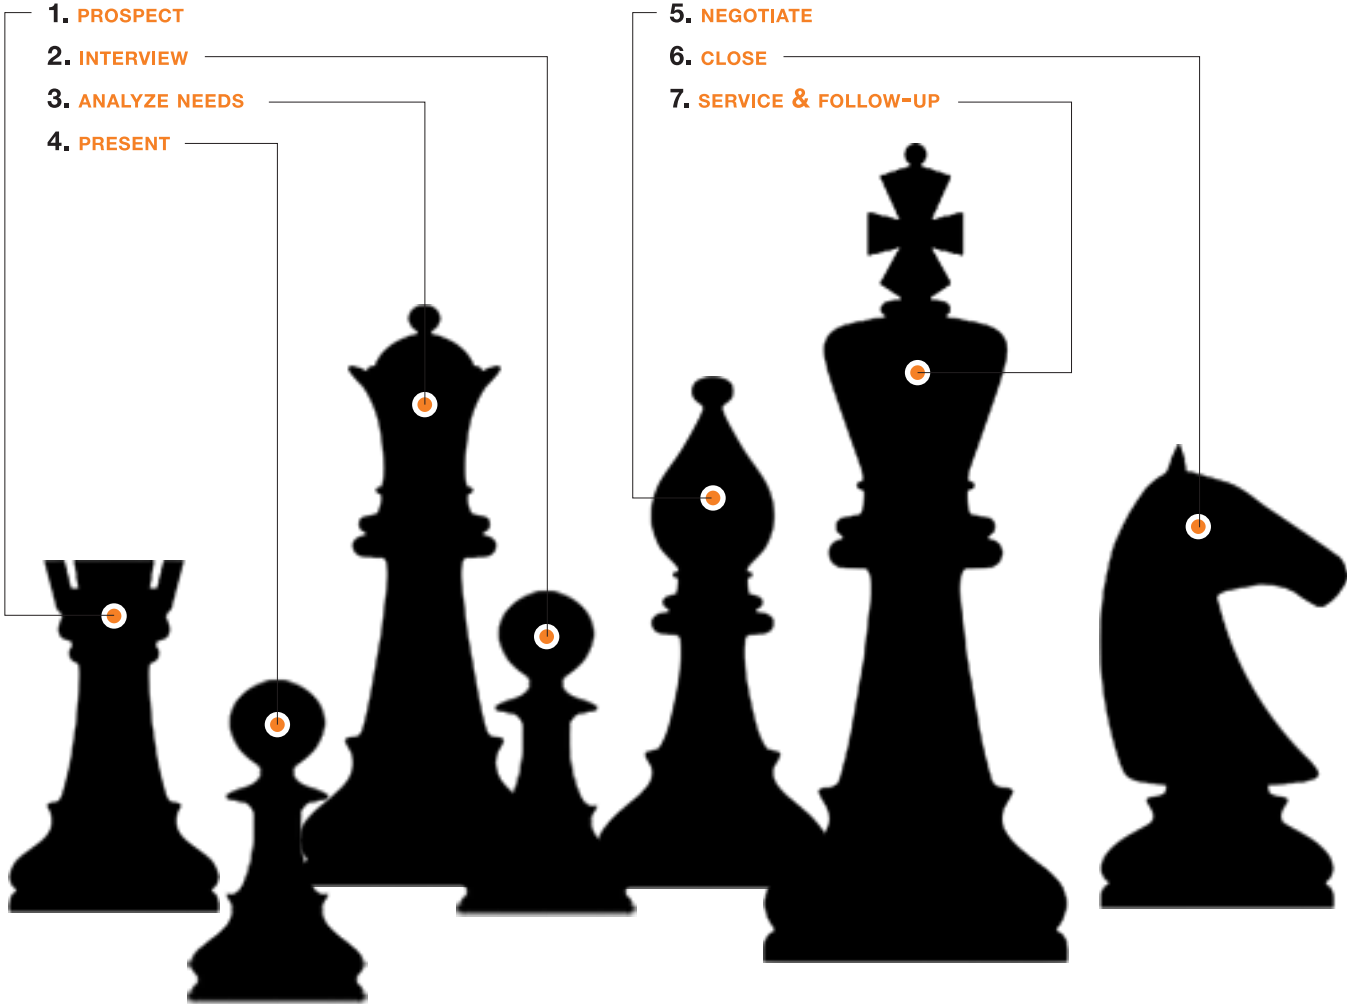 1. PROSPECT
2. INTERVIEW
3. ANALYZE NEEDS
4. PRESENT
5. NEGOTIATE
6. CLOSE
7. SERVICE & FOLLOW-UP